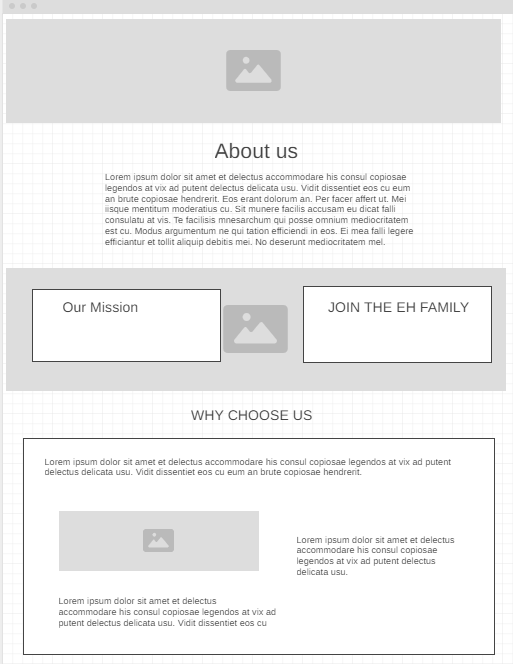 About us
Lorem ipsum dolor sit amet et delectus accommodare his consul copiosae
legendos at vix ad putent delectus delicata usu. Vidit dissentiet eos cu eum
an brute copiosae hendrerit. Eos erant dolorum an. Per facer affert ut. Mei
iisque mentitum moderatius cu. Sit munere facilis accusam eu dicat falli
consulatu at vis. Te facilisis mnesarchum qui posse omnium mediocritatem
est cu. Modus argumentum ne qui tation efficiendi in eos. Ei mea falli legere
efficiantur et tollit aliquip debitis mei. No deserunt mediocritatem mel.
Our Mission
JOIN THE EH FAMILY
WHY CHOOSE US
Lorem ipsum dolor sit amet et delectus accommodare his consul copiosae legendos at vix ad putent
delectus delicata usu. Vidit dissentiet eos cu eum an brute copiosae hendrerit.
Lorem ipsum dolor sit amet et delectus
accommodare his consul copiosae
legendos at vix ad putent delectus
delicata usu.
Lorem ipsum dolor sit amet et delectus
accommodare his consul copiosae legendos at vix ad
putent delectus delicata usu. Vidit dissentiet eos cu